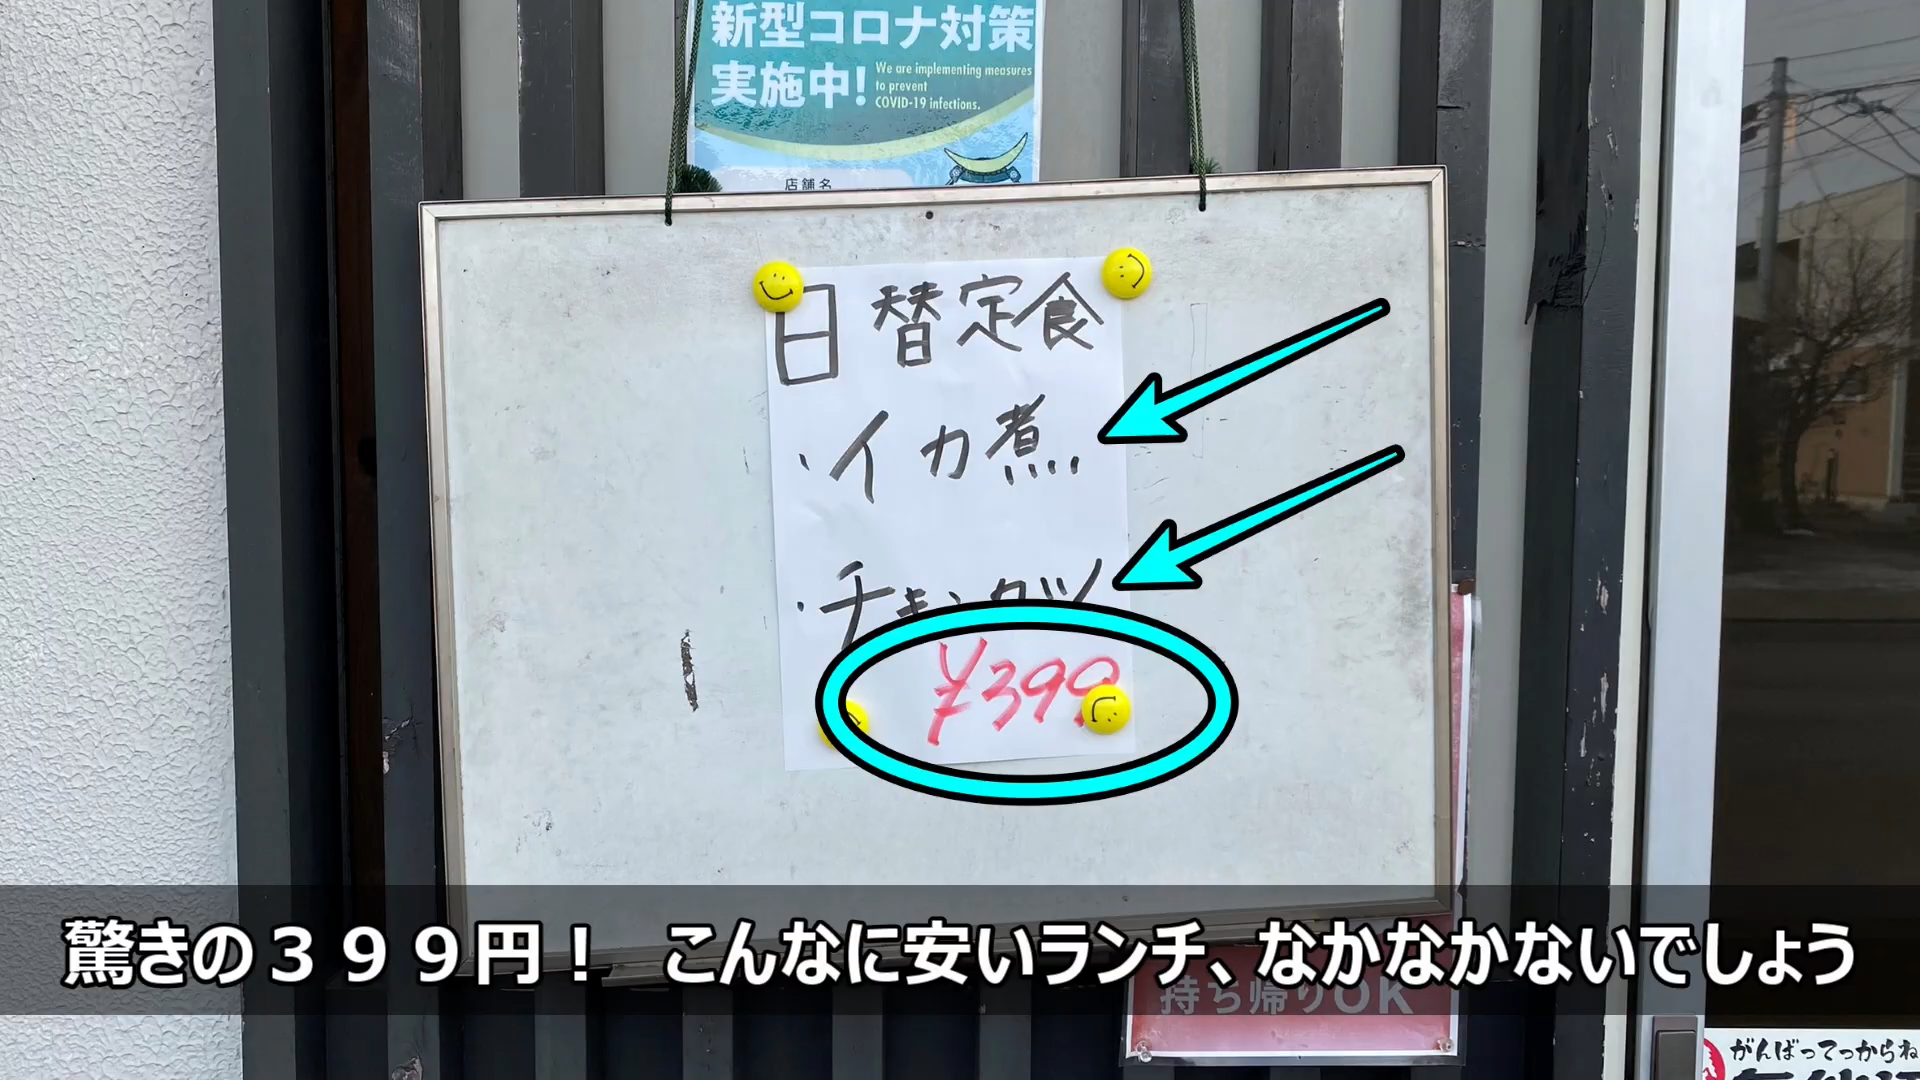 新型コロナ対策
実施中!
We are implementing measures
to prevent
COVID-19 infections.
店舗名
日替定食
・イカ煮
・チキンカツ
¥399
驚きの３９９円！　こんなに安いランチ、なかなかないでしょう
持ち帰りOK
がんばってっからね